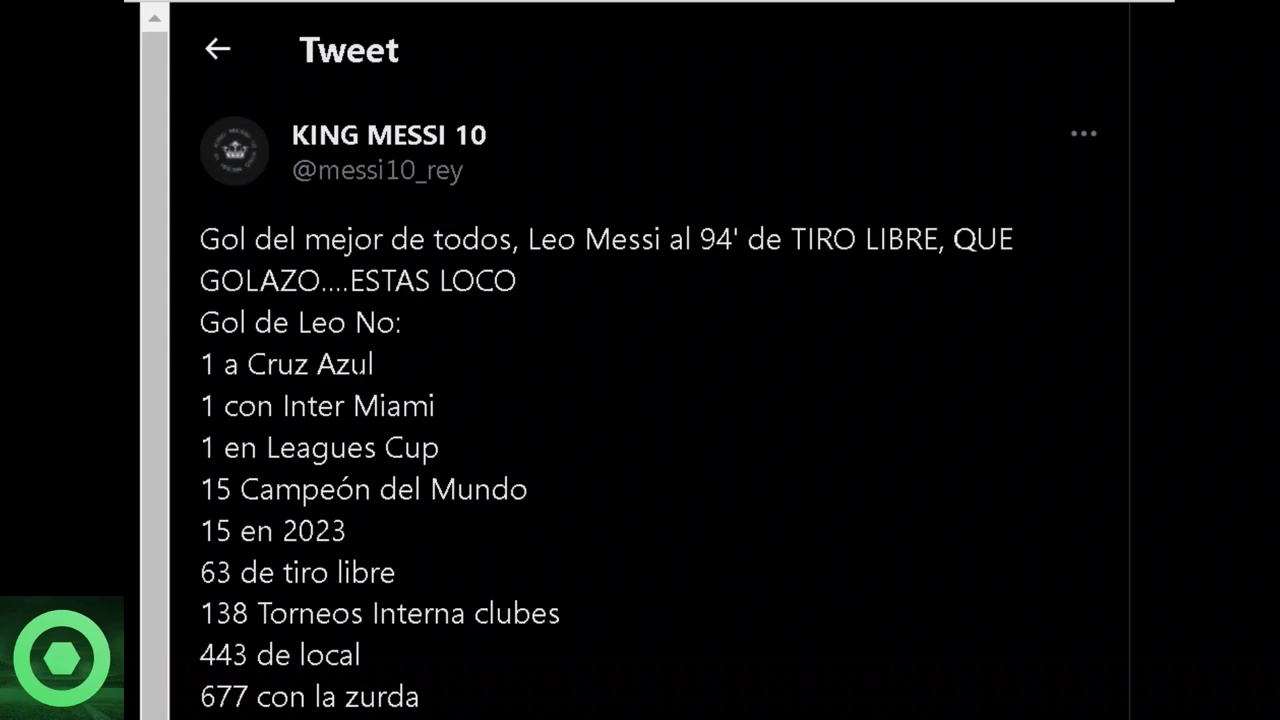 Tweet
KING MESSI 10
@messi10_rey
Gol del mejor de todos, Leo Messi al 94' de TIRO LIBRE, QUE
GOLAZO....ESTAS LOCO
Gol de Leo No:
1 a Cruz Azul
1 con Inter Miami
1 en Leagues Cup
15 Campeón del Mundo
15 en 2023
63 de tiro libre
138 Torneos Interna clubes
443 de local
677 con la zurda